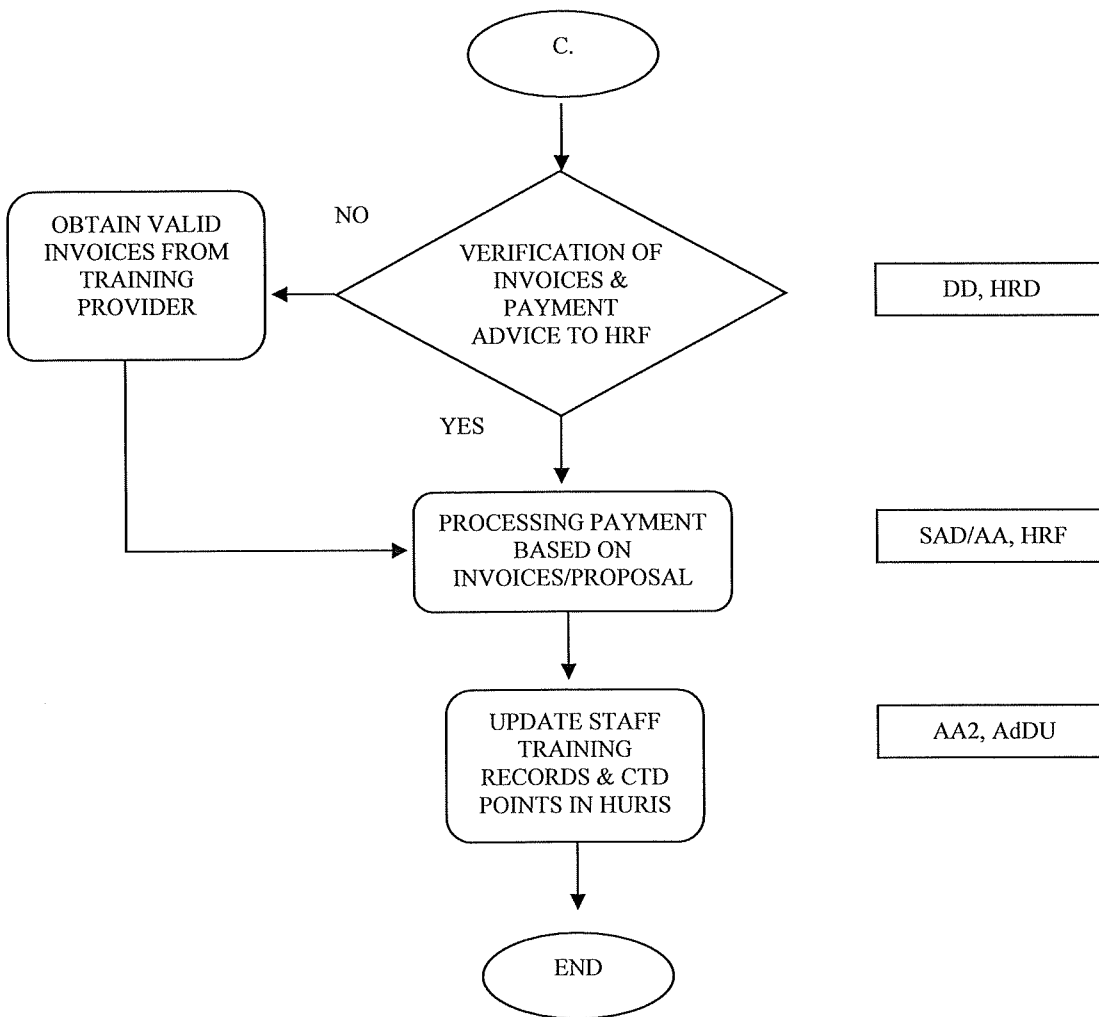 C.
OBTAIN VALID
INVOICES FROM
TRAINING
PROVIDER
NO
VERIFICATION OF
INVOICES &
PAYMENT
ADVICE TO HRF
DD, HRD
YES
PROCESSING PAYMENT
BASED ON
INVOICES/PROPOSAL
SAD/AA, HRF
UPDATE STAFF
TRAINING
RECORDS & CTD
POINTS IN HURIS
AA2, AdDU
END